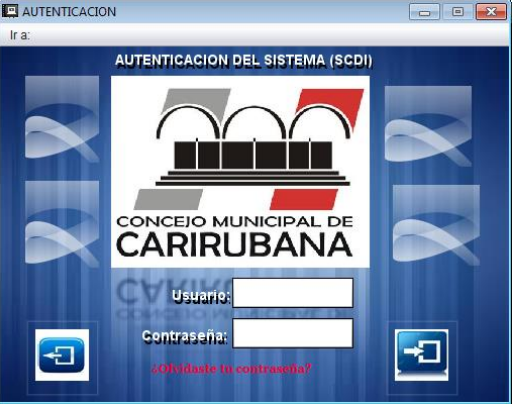 AUTENTICACION
Ir a:
AUTENTICACION DEL SISTEMA (SCDI)
CONCEJO MUNICIPAL DE
CARIRUBANA
Usuario:
Contraseña:
¿Olvidaste tu contraseña?